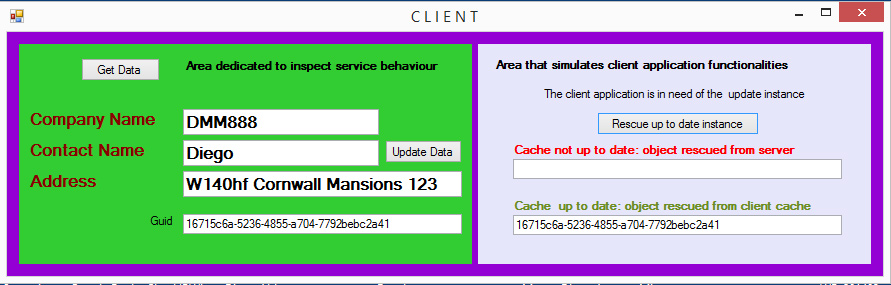 CLIENT
Get Data
Area dedicated to inspect service behaviour
Company Name
DMM888
Contact Name
Diego
Update Data
Address
W140hf Cornwall Mansions 123
Guid
16715c6a-5236-4855-a704-7792bebc2a41
Area that simulates client application functionalities
The client application is in need of the update instance
Rescue up to date instance
Cache not up to date: object rescued from server
Cache up to date: object rescued from client cache
16715c6a-5236-4855-a704-7792bebc2a41